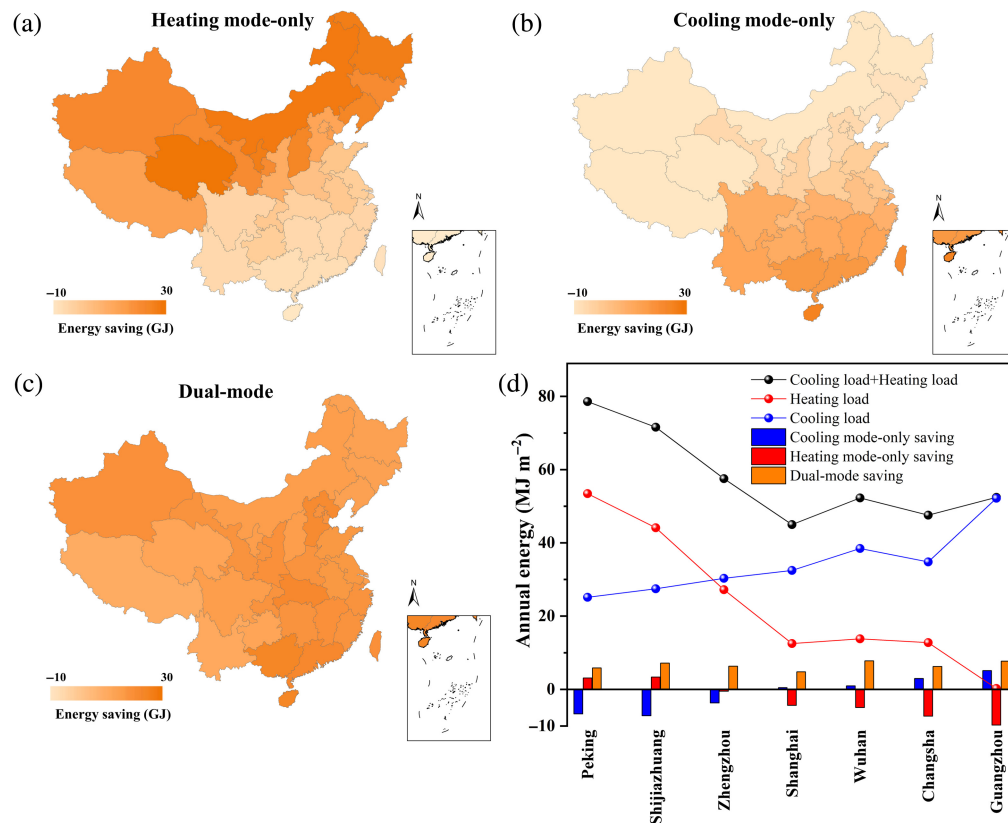 (a)
Heating mode-only
N
−10
30
Energy saving (GJ)
(b)
Cooling mode-only
N
−10
30
Energy saving (GJ)
(c)
Dual-mode
N
−10
30
Energy saving (GJ)
(d)
Cooling load+Heating load
Heating load
Cooling load
Cooling mode-only saving
Heating mode-only saving
Dual-mode saving
Annual energy (MJ m⁻²)
80
60
40
20
0
−10
Peking
Shijiazhuang
Zhengzhou
Shanghai
Wuhan
Changsha
Guangzhou